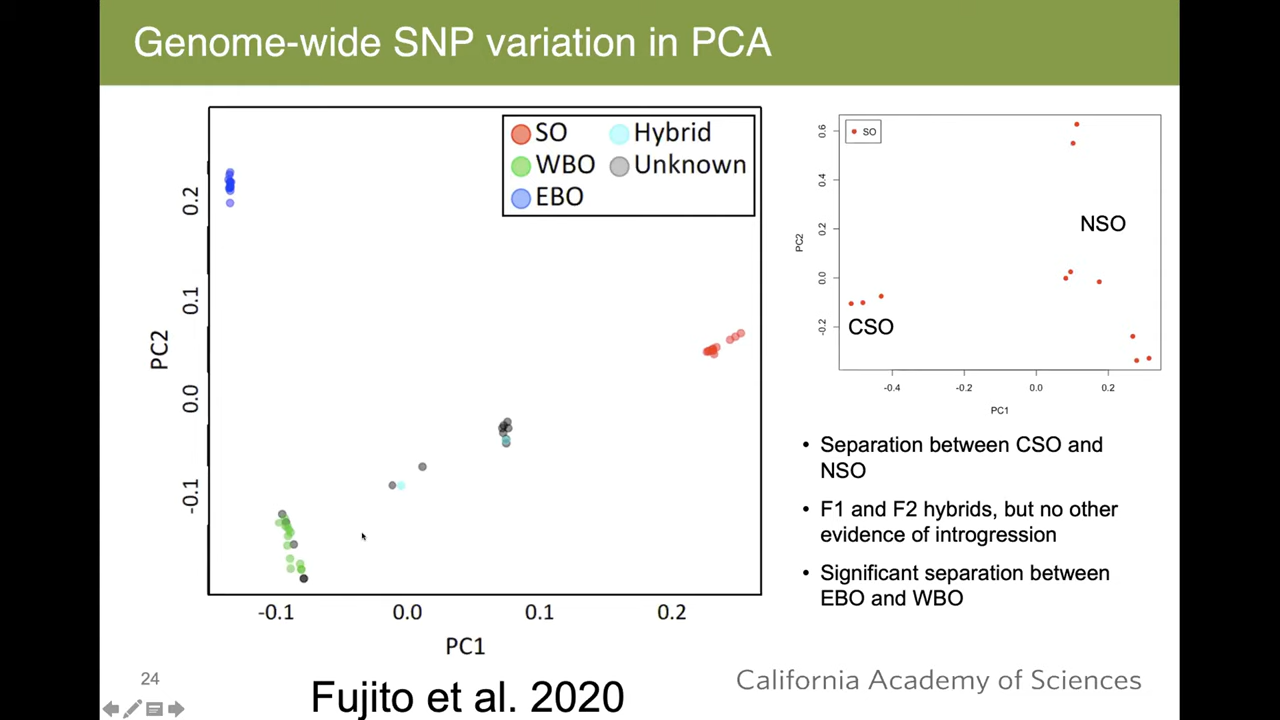 Genome-wide SNP variation in PCA
SO
Hybrid
WBO
Unknown
EBO
PC2
0.2
0.1
0.0
-0.1
-0.1
0.0
0.1
0.2
PC1
SO
PC2
0.6
0.4
0.2
0.0
-0.2
NSO
CSO
-0.4
-0.2
0.0
0.2
PC1
• Separation between CSO and
NSO
• F1 and F2 hybrids, but no other
evidence of introgression
• Significant separation between
EBO and WBO
24
Fujito et al. 2020
California Academy of Sciences